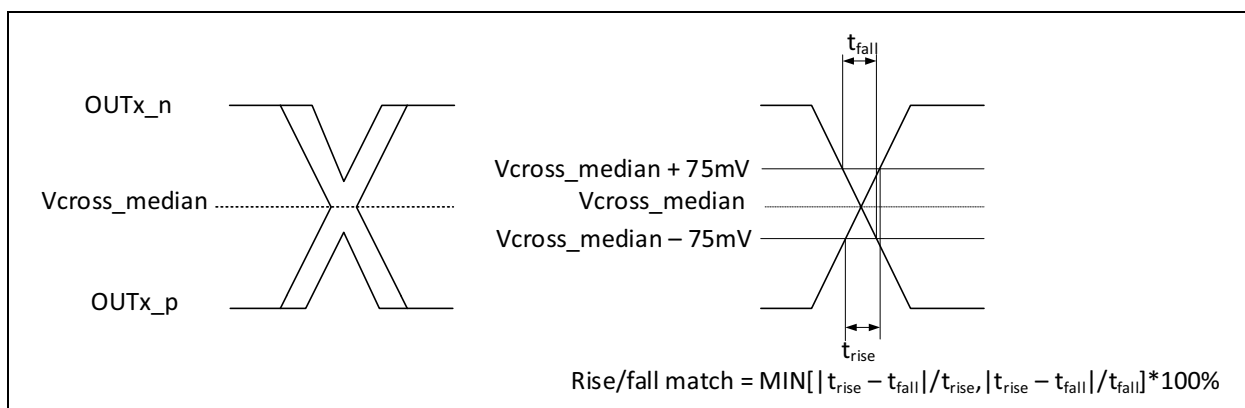 t_fall
OUTx_n
Vcross_median + 75mV
Vcross_median
Vcross_median
Vcross_median – 75mV
OUTx_p
t_rise
Rise/fall match = MIN[|t_rise – t_fall|/t_rise,|t_rise – t_fall|/t_fall]*100%